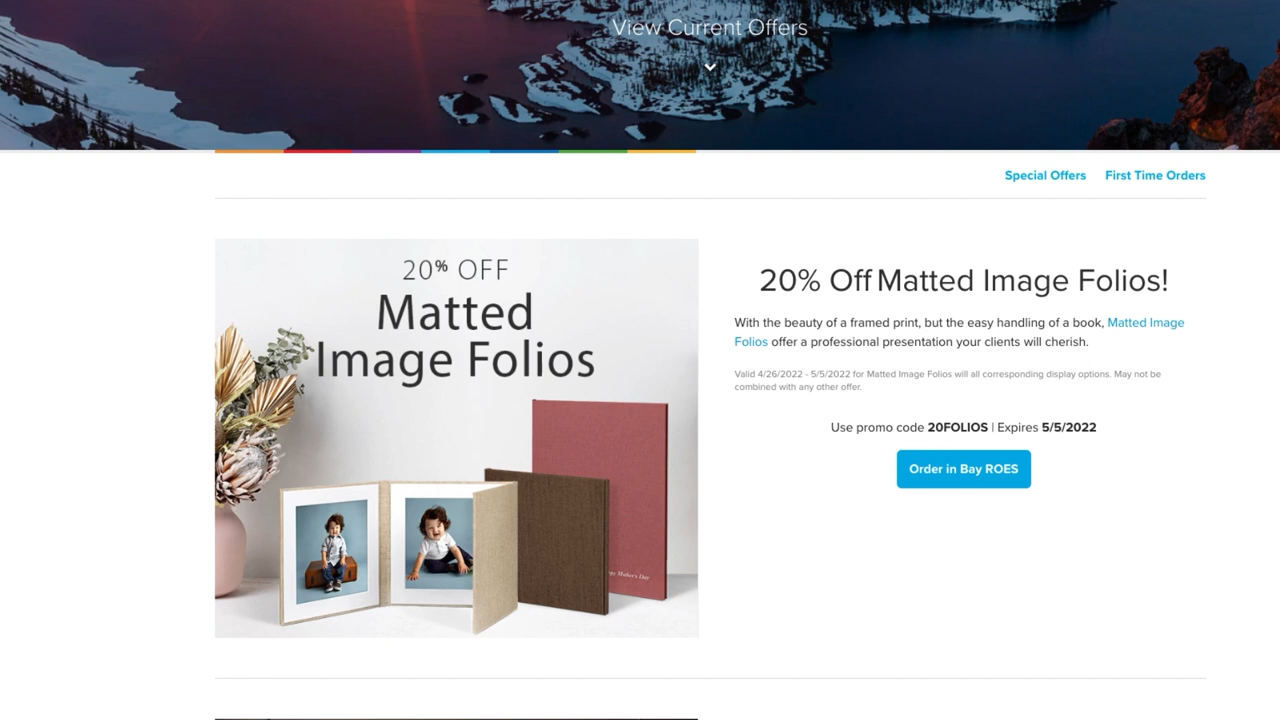 View Current Offers
Special Offers First Time Orders
20% OFF
Matted
Image Folios
20% Off Matted Image Folios!
With the beauty of a framed print, but the easy handling of a book, Matted Image
Folios offer a professional presentation your clients will cherish.
Valid 4/26/2022 - 5/5/2022 for Matted Image Folios will all corresponding display options. May not be
combined with any other offer.
Use promo code 20FOLIOS | Expires 5/5/2022
Order in Bay ROES
Day